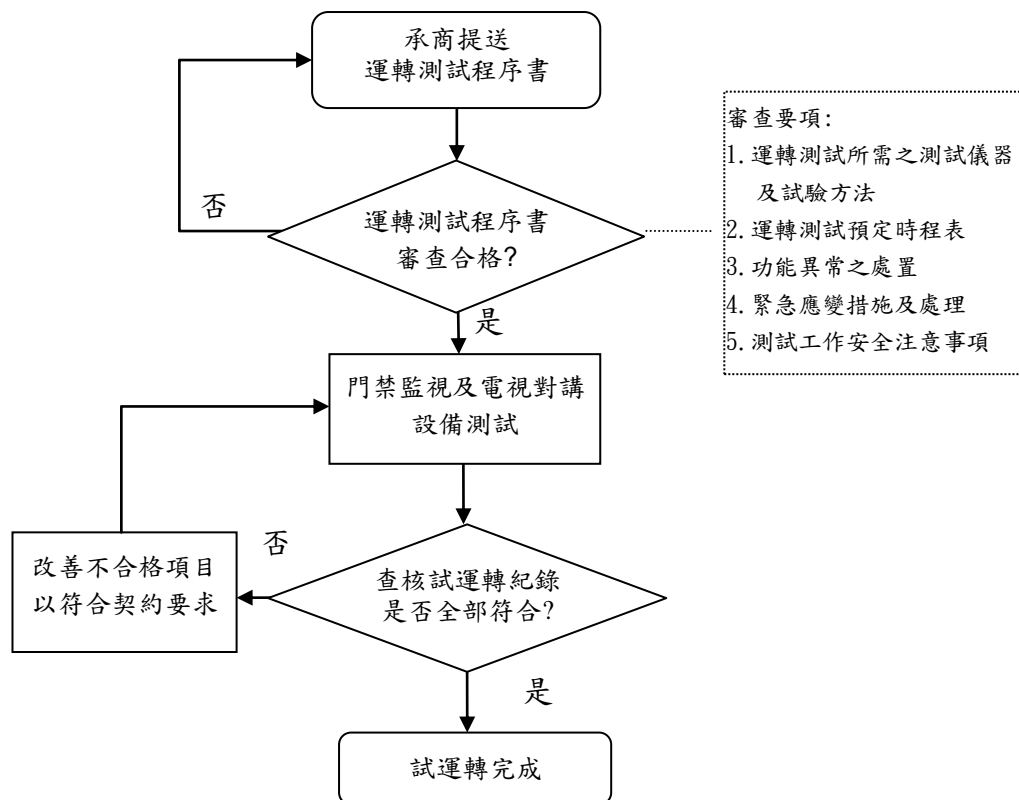 承商提送
運轉測試程序書
審查要項:
1.運轉測試所需之測試儀器
及試驗方法
2.運轉測試預定時程表
3.功能異常之處置
4.緊急應變措施及處理
5.測試工作安全注意事項
否
運轉測試程序書
審查合格?
是
門禁監視及電視對講
設備測試
否
改善不合格項目
以符合契約要求
查核試運轉紀錄
是否全部符合?
是
試運轉完成